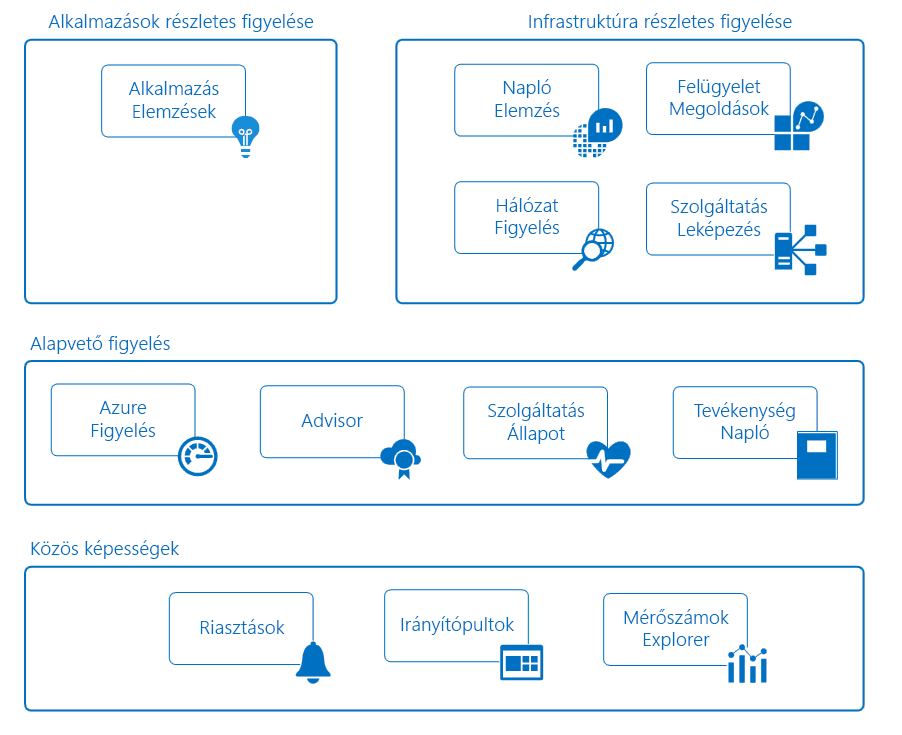 Alkalmazások részletes figyelése
Alkalmazás
Elemzések
Infrastruktúra részletes figyelése
Napló
Elemzés
Felügyelet
Megoldások
Hálózat
Figyelés
Szolgáltatás
Leképezés
Alapvető figyelés
Azure
Figyelés
Advisor
Szolgáltatás
Állapot
Tevékenység
Napló
Közös képességek
Riasztások
Irányítópultok
Mérőszámok
Explorer